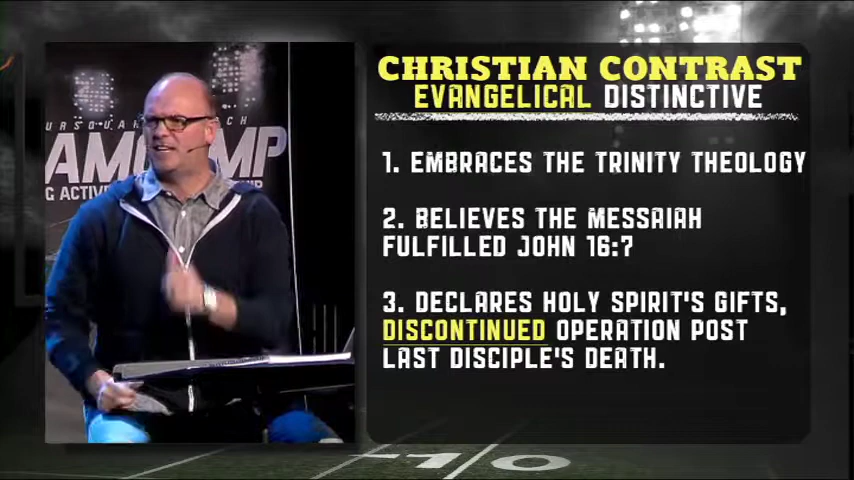 CHRISTIAN CONTRAST
EVANGELICAL DISTINCTIVE
1. EMBRACES THE TRINITY THEOLOGY
2. BELIEVES THE MESSAIAH
FULFILLED JOHN 16:7
3. DECLARES HOLY SPIRIT'S GIFTS,
DISCONTINUED OPERATION POST
LAST DISCIPLE'S DEATH.
-10